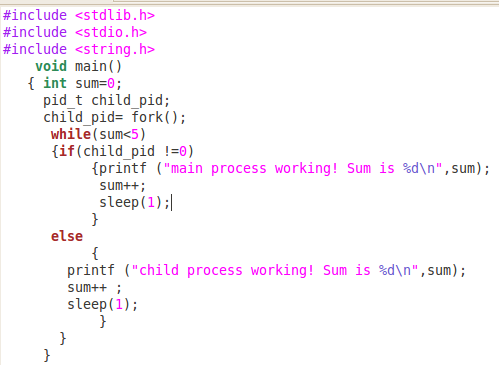 #include <stdlib.h>
#include <stdio.h>
#include <string.h>
void main()
{ int sum=0;
pid_t child_pid;
child_pid= fork();
while(sum<5)
{if(child_pid !=0)
{printf ("main process working! Sum is %d\n",sum);
sum++;
sleep(1);
}
else
{
printf ("child process working! Sum is %d\n",sum);
sum++ ;
sleep(1);
}
}
}